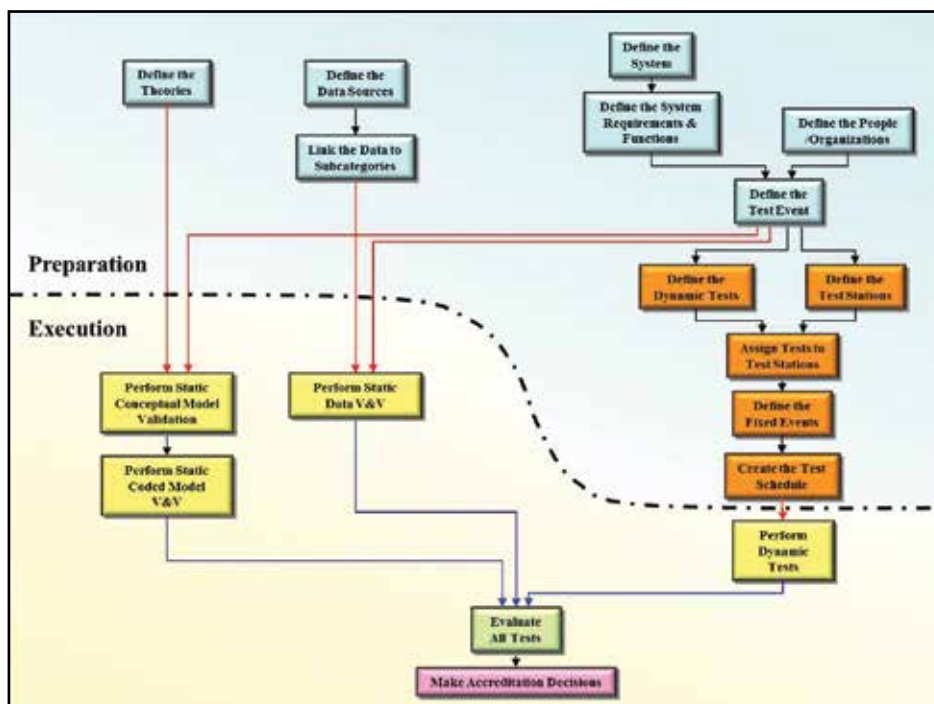 Define the
Theories
Define the
Data Sources
Link the Data to
Subcategories
Define the
System
Define the System
Requirements &
Functions
Define the People
/Organizations
Define the
Test Event
Preparation
Define the
Dynamic Tests
Define the
Test Stations
Execution
Assign Tests to
Test Stations
Define the
Fixed Events
Create the Test
Schedule
Perform Static
Conceptual Model
Validation
Perform Static
Data V&V
Perform Static
Coded Model
V&V
Perform
Dynamic
Tests
Evaluate
All Tests
Make Accreditation Decisions